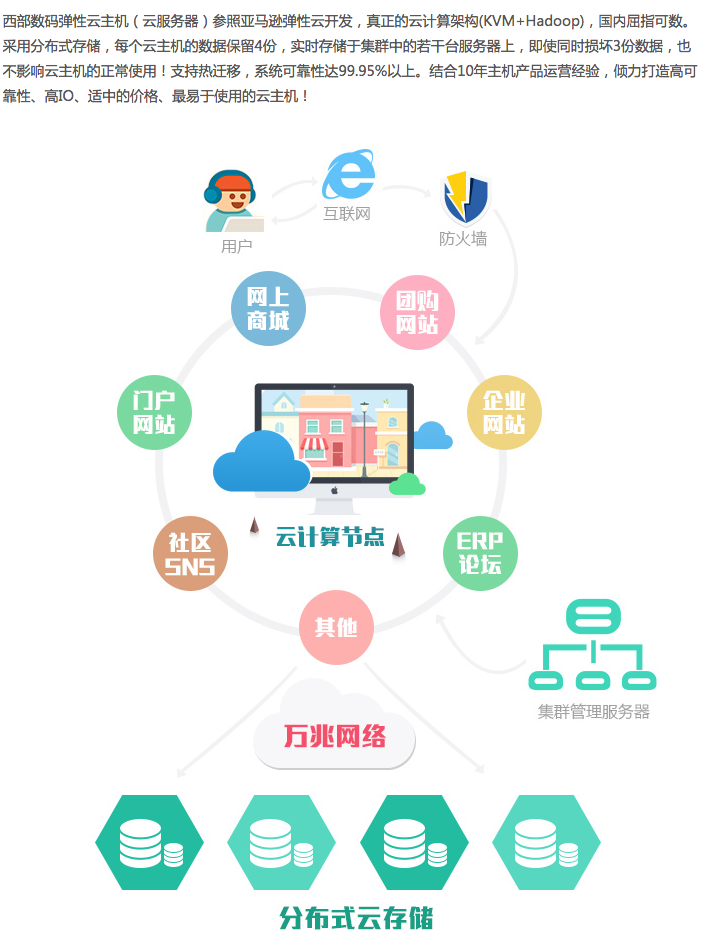 西部数码弹性云主机（云服务器）参照亚马逊弹性云开发，真正的云计算架构(KVM+Hadoop)，国内屈指可数。
采用分布式存储，每个云主机的数据保留4份，实时存储于集群中的若干台服务器上，即使同时损坏3份数据，也
不影响云主机的正常使用！支持热迁移，系统可靠性达99.95%以上。结合10年主机产品运营经验，倾力打造高可
靠性、高IO、适中的价格、最易于使用的云主机！
用户
互联网
防火墙
网上
商城
团购
网站
门户
网站
企业
网站
云计算节点
社区
SNS
ERP
论坛
其他
集群管理服务器
万兆网络
分布式云存储